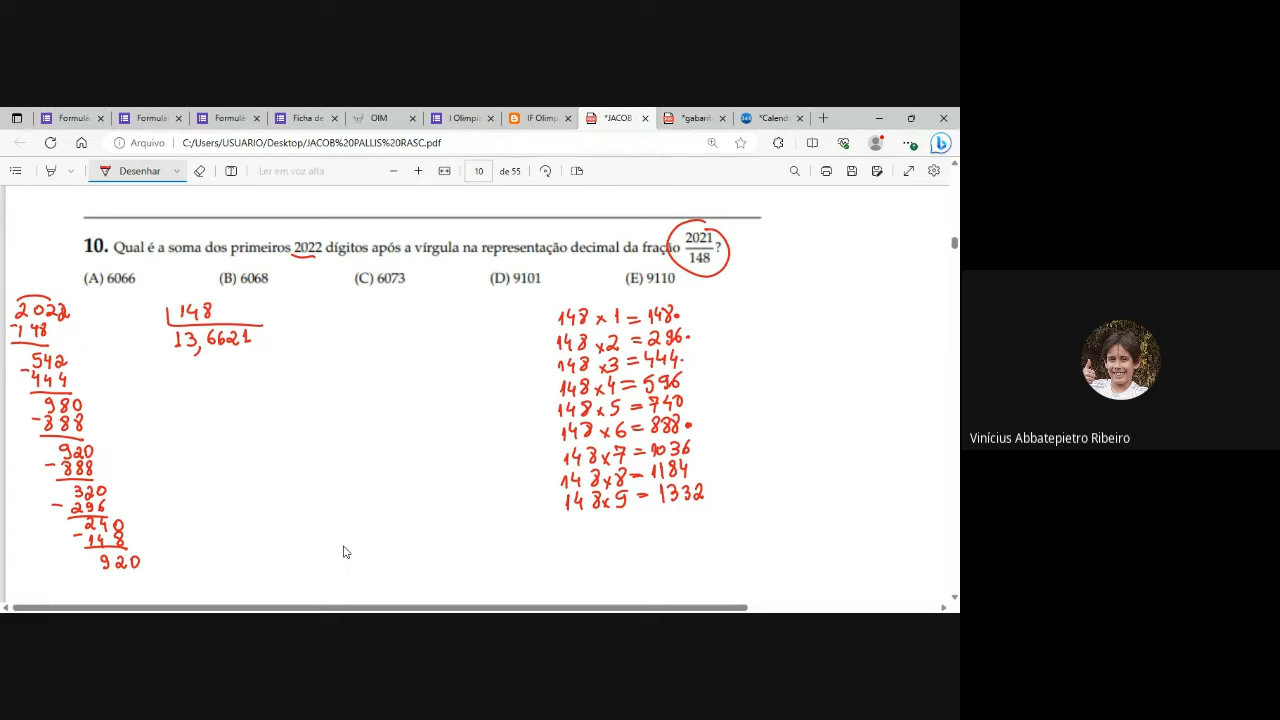 Formulá
Formulá
Formulá
Ficha de
OIM
I Olimpía
IF Olimp
*JACOB
*gabarit
*Calenda
Arquivo
C:/Users/USUARIO/Desktop/JACOB%20PALLIS%20RASC.pdf
Desenhar
Ler em voz alta
10 de 55
10. Qual é a soma dos primeiros 2022 dígitos após a vírgula na representação decimal da fração 2021/148?
(A) 6066 (B) 6068 (C) 6073 (D) 9101 (E) 9110
2022 | 148
-148 13,6621
542
-444
980
-888
920
-888
320
-296
240
-148
920
148 x 1 = 148
148 x 2 = 296
148 x 3 = 444
148 x 4 = 596
148 x 5 = 740
148 x 6 = 888
148 x 7 = 1036
148 x 8 = 1184
148 x 9 = 1332
Vinícius Abbatepietro Ribeiro